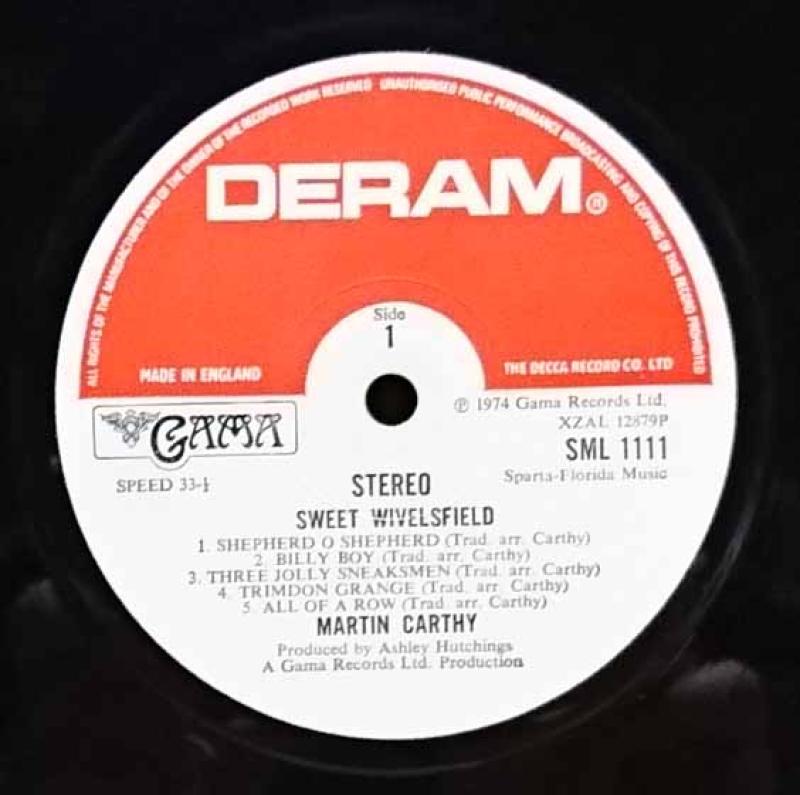 ALL RIGHTS OF THE MANUFACTURER AND OF THE OWNER OF THE RECORDED WORK RESERVED UNAUTHORISED PUBLIC PERFORMANCE BROADCASTING AND COPYING OF THIS RECORD PROHIBITED
DERAM®
Side
1
MADE IN ENGLAND
THE DECCA RECORD CO. LTD
GAMA
℗ 1974 Gama Records Ltd.
XZAL 12879P
SML 1111
SPEED 33-⅓
STEREO
Sparta-Florida Music
SWEET WIVELSFIELD
1. SHEPHERD O SHEPHERD (Trad. arr. Carthy)
2. BILLY BOY (Trad. arr. Carthy)
3. THREE JOLLY SNEAKSMEN (Trad. arr. Carthy)
4. TRIMDON GRANGE (Trad. arr. Carthy)
5. ALL OF A ROW (Trad. arr. Carthy)
MARTIN CARTHY
Produced by Ashley Hutchings
A Gama Records Ltd. Production